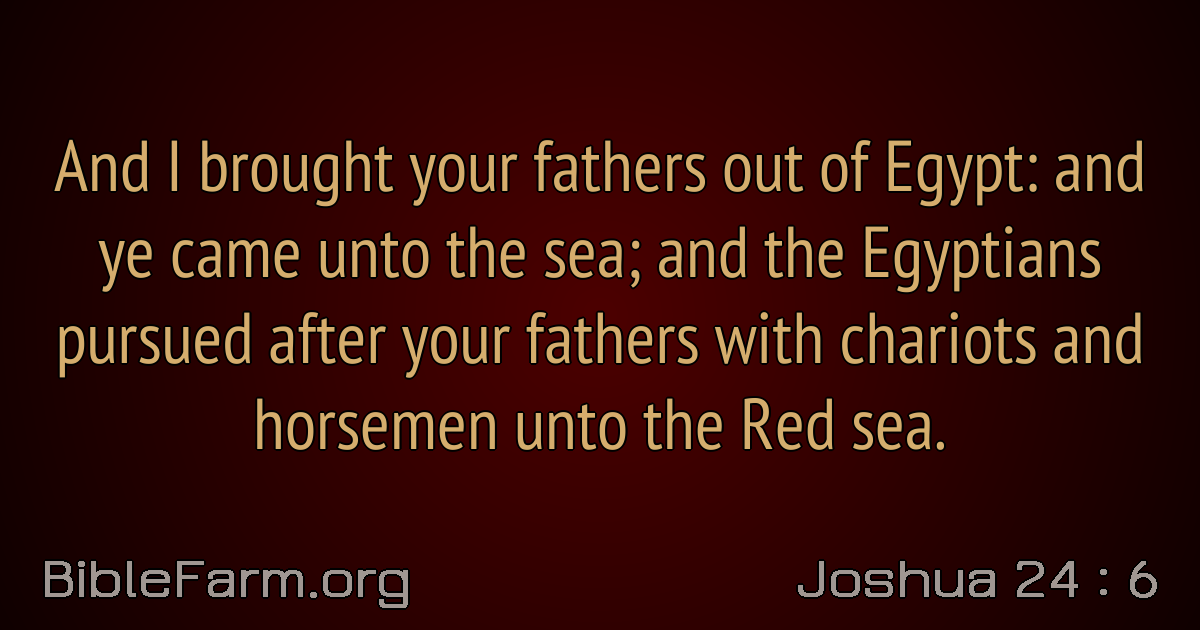 And I brought your fathers out of Egypt: and
ye came unto the sea; and the Egyptians
pursued after your fathers with chariots and
horsemen unto the Red sea.
BibleFarm.org
Joshua 24 : 6